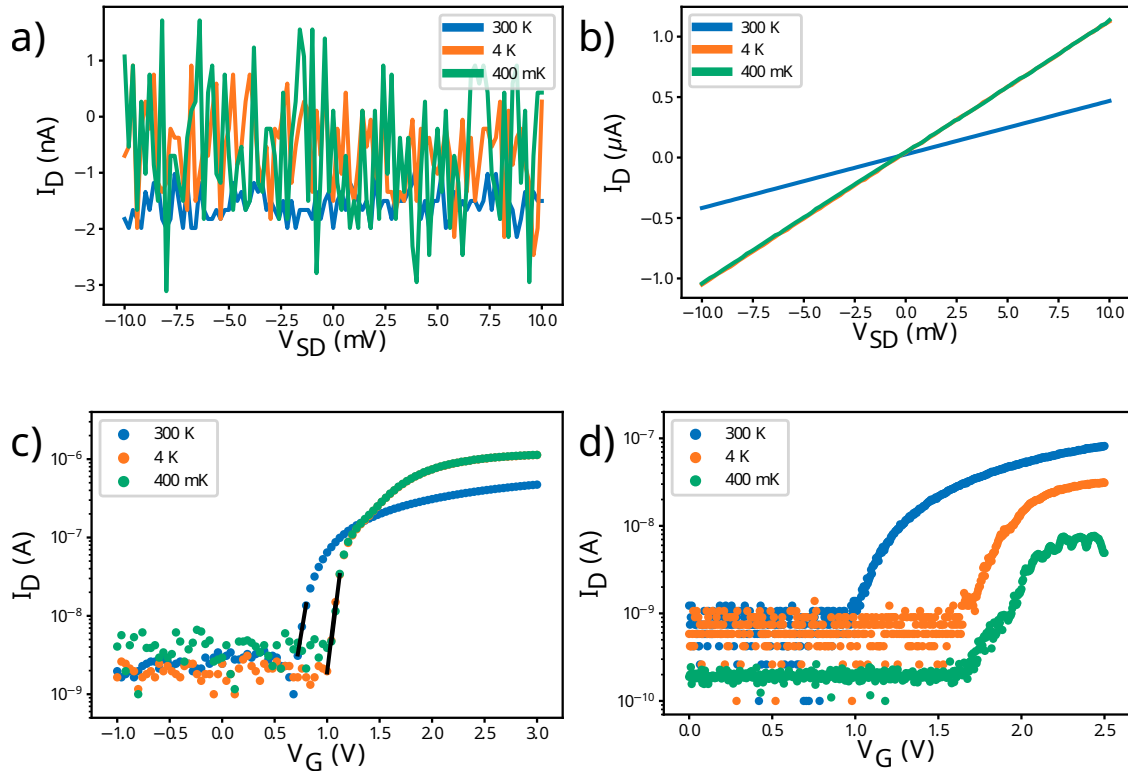 a)
300 K
4 K
400 mK
1
0
−1
−2
−3
I_D (nA)
−10.0 −7.5 −5.0 −2.5 0.0 2.5 5.0 7.5 10.0
V_SD (mV)
b)
300 K
4 K
400 mK
1.0
0.5
0.0
−0.5
−1.0
I_D (μA)
−10.0 −7.5 −5.0 −2.5 0.0 2.5 5.0 7.5 10.0
V_SD (mV)
c)
300 K
4 K
400 mK
10⁻⁶
10⁻⁷
10⁻⁸
10⁻⁹
I_D (A)
−1.0 −0.5 0.0 0.5 1.0 1.5 2.0 2.5 3.0
V_G (V)
d)
300 K
4 K
400 mK
10⁻⁷
10⁻⁸
10⁻⁹
10⁻¹⁰
I_D (A)
0.0 0.5 1.0 1.5 2.0 2.5
V_G (V)